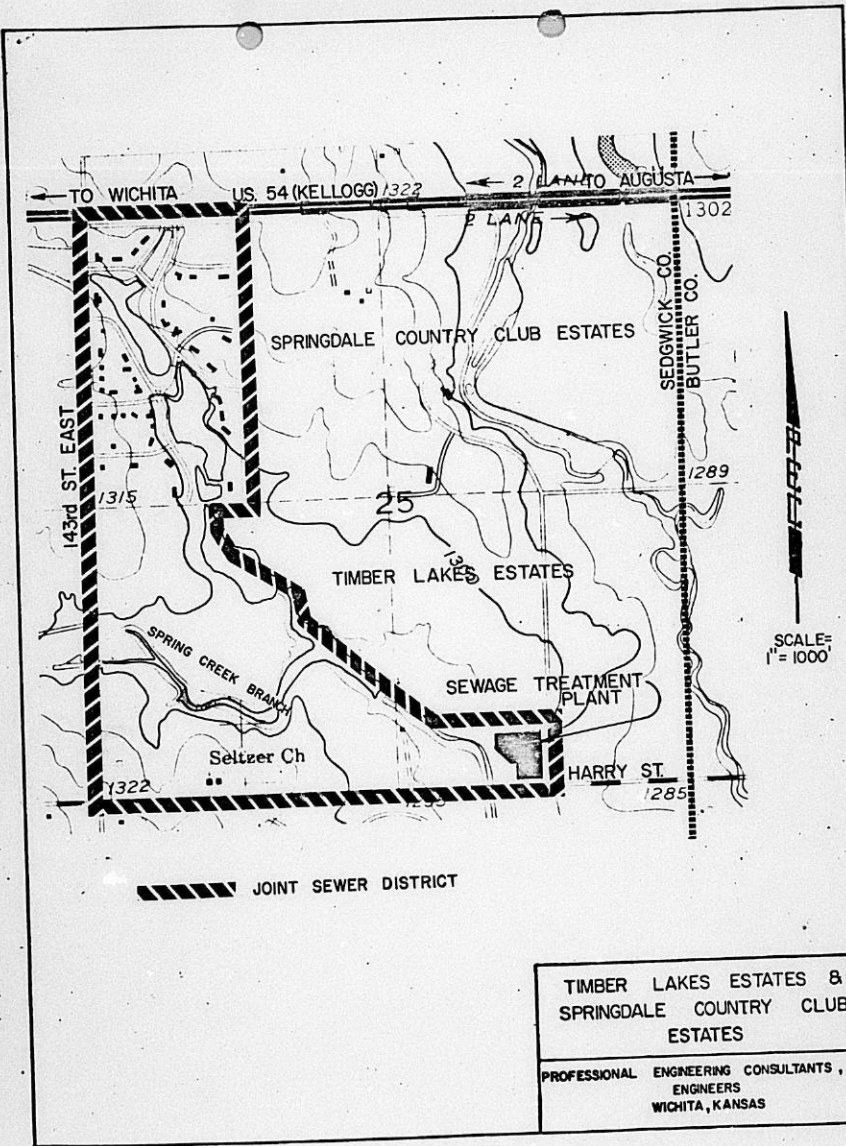 TO WICHITA US. 54 (KELLOGG) 1322 2 LANE TO AUGUSTA
2 LANE 1302
SPRINGDALE COUNTRY CLUB ESTATES
SEDGWICK CO.
BUTLER CO.
143rd ST. EAST
1315
25
1289
1300
TIMBER LAKES ESTATES
SCALE=
1" = 1000'
SPRING CREEK BRANCH
SEWAGE TREATMENT
PLANT
Seltzer Ch
1322
HARRY ST.
1285
JOINT SEWER DISTRICT
TIMBER LAKES ESTATES &
SPRINGDALE COUNTRY CLUB
ESTATES
PROFESSIONAL ENGINEERING CONSULTANTS,
ENGINEERS
WICHITA, KANSAS